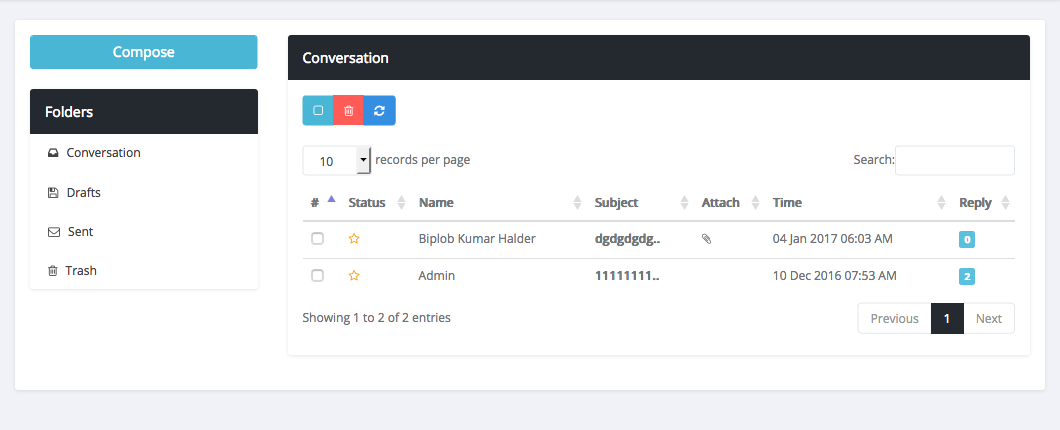 Compose
Folders
Conversation
Drafts
Sent
Trash
Conversation
10 records per page
Search:
# Status Name Subject Attach Time Reply
Biplob Kumar Halder dgdgdgdg.. 04 Jan 2017 06:03 AM 0
Admin 11111111.. 10 Dec 2016 07:53 AM 2
Showing 1 to 2 of 2 entries
Previous 1 Next